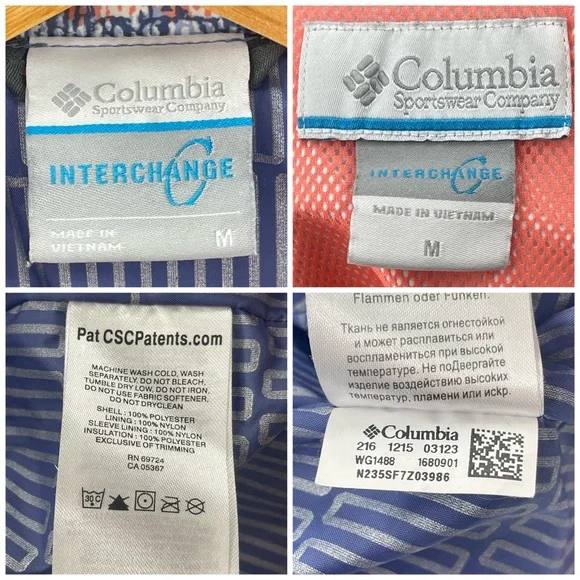 Columbia
Sportswear Company
INTERCHANGE
MADE IN
VIETNAM
M
Columbia
Sportswear Company
INTERCHANGE
MADE IN VIETNAM
M
Pat CSCPatents.com
MACHINE WASH COLD, WASH
SEPARATELY, DO NOT BLEACH,
TUMBLE DRY LOW, DO NOT IRON,
DO NOT USE FABRIC SOFTENER,
DO NOT DRYCLEAN
SHELL : 100% POLYESTER
LINING : 100% NYLON
SLEEVE LINING : 100% NYLON
INSULATION : 100% POLYESTER
EXCLUSIVE OF TRIMMING
RN 69724
CA 05367
30C
Flammen oder Funken.
Ткань не является огнестойкой
и может расплавиться или
воспламениться при высокой
температуре. Не поДвергайте
изделие воздействию высоких
температур, пламени или искр.
Columbia
216 1215 03123
WG1488 1680901
N235SF7Z03986